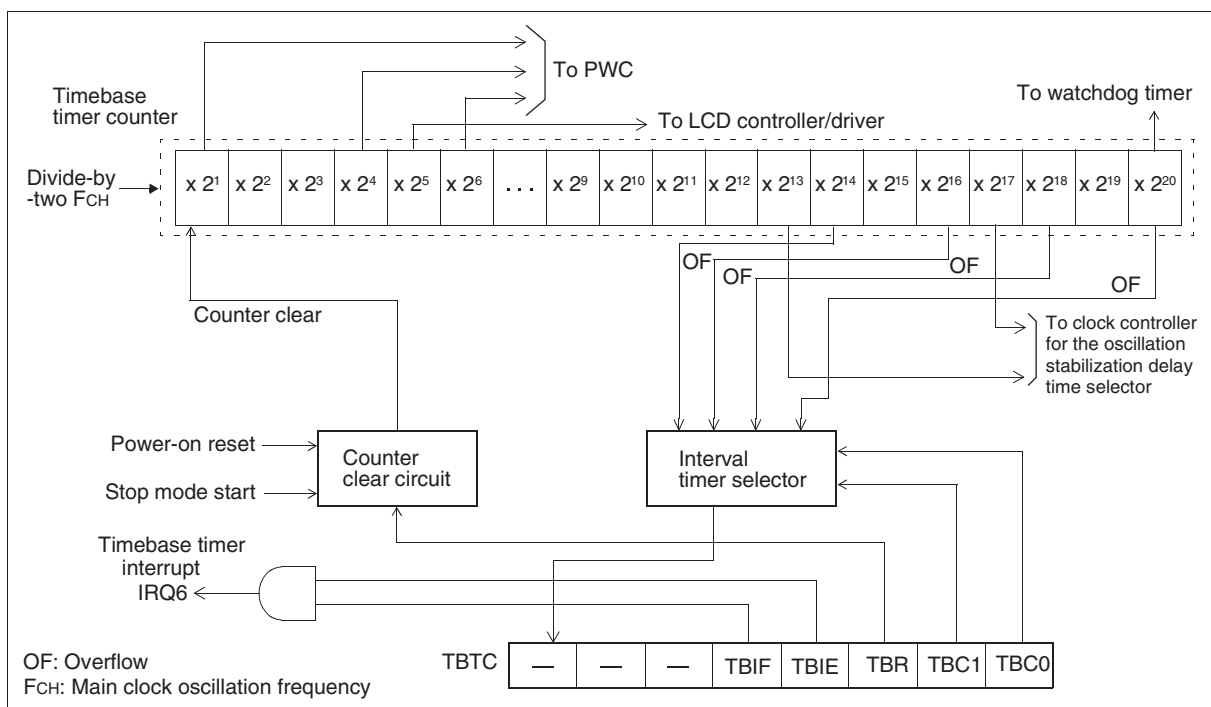 To PWC
Timebase
timer counter
To watchdog timer
To LCD controller/driver
Divide-by
-two FCH
x 2¹ x 2² x 2³ x 2⁴ x 2⁵ x 2⁶ ... x 2⁹ x 2¹⁰ x 2¹¹ x 2¹² x 2¹³ x 2¹⁴ x 2¹⁵ x 2¹⁶ x 2¹⁷ x 2¹⁸ x 2¹⁹ x 2²⁰
OF OF OF OF
Counter clear
To clock controller
for the oscillation
stabilization delay
time selector
Power-on reset
Stop mode start
Counter
clear circuit
Interval
timer selector
Timebase timer
interrupt
IRQ6
TBTC — — — TBIF TBIE TBR TBC1 TBC0
OF: Overflow
FCH: Main clock oscillation frequency